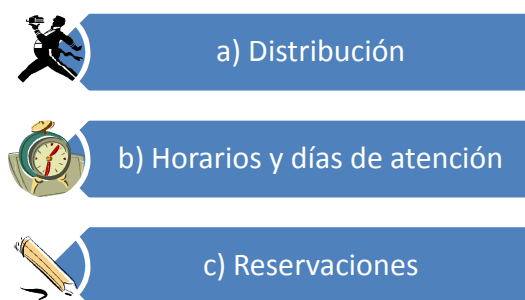 a) Distribución
b) Horarios y días de atención
c) Reservaciones